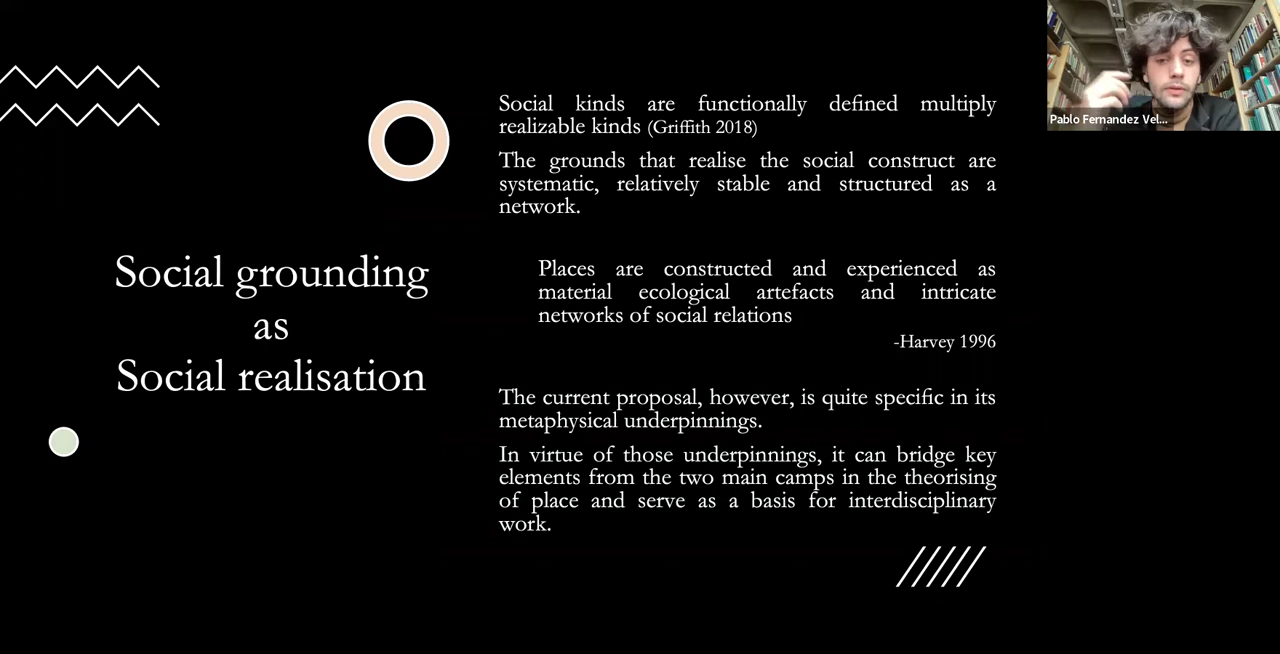 Social grounding
as
Social realisation
Social kinds are functionally defined multiply
realizable kinds (Griffith 2018)
The grounds that realise the social construct are
systematic, relatively stable and structured as a
network.
Places are constructed and experienced as
material ecological artefacts and intricate
networks of social relations
-Harvey 1996
The current proposal, however, is quite specific in its
metaphysical underpinnings.
In virtue of those underpinnings, it can bridge key
elements from the two main camps in the theorising
of place and serve as a basis for interdisciplinary
work.
Pablo Fernandez Vel...